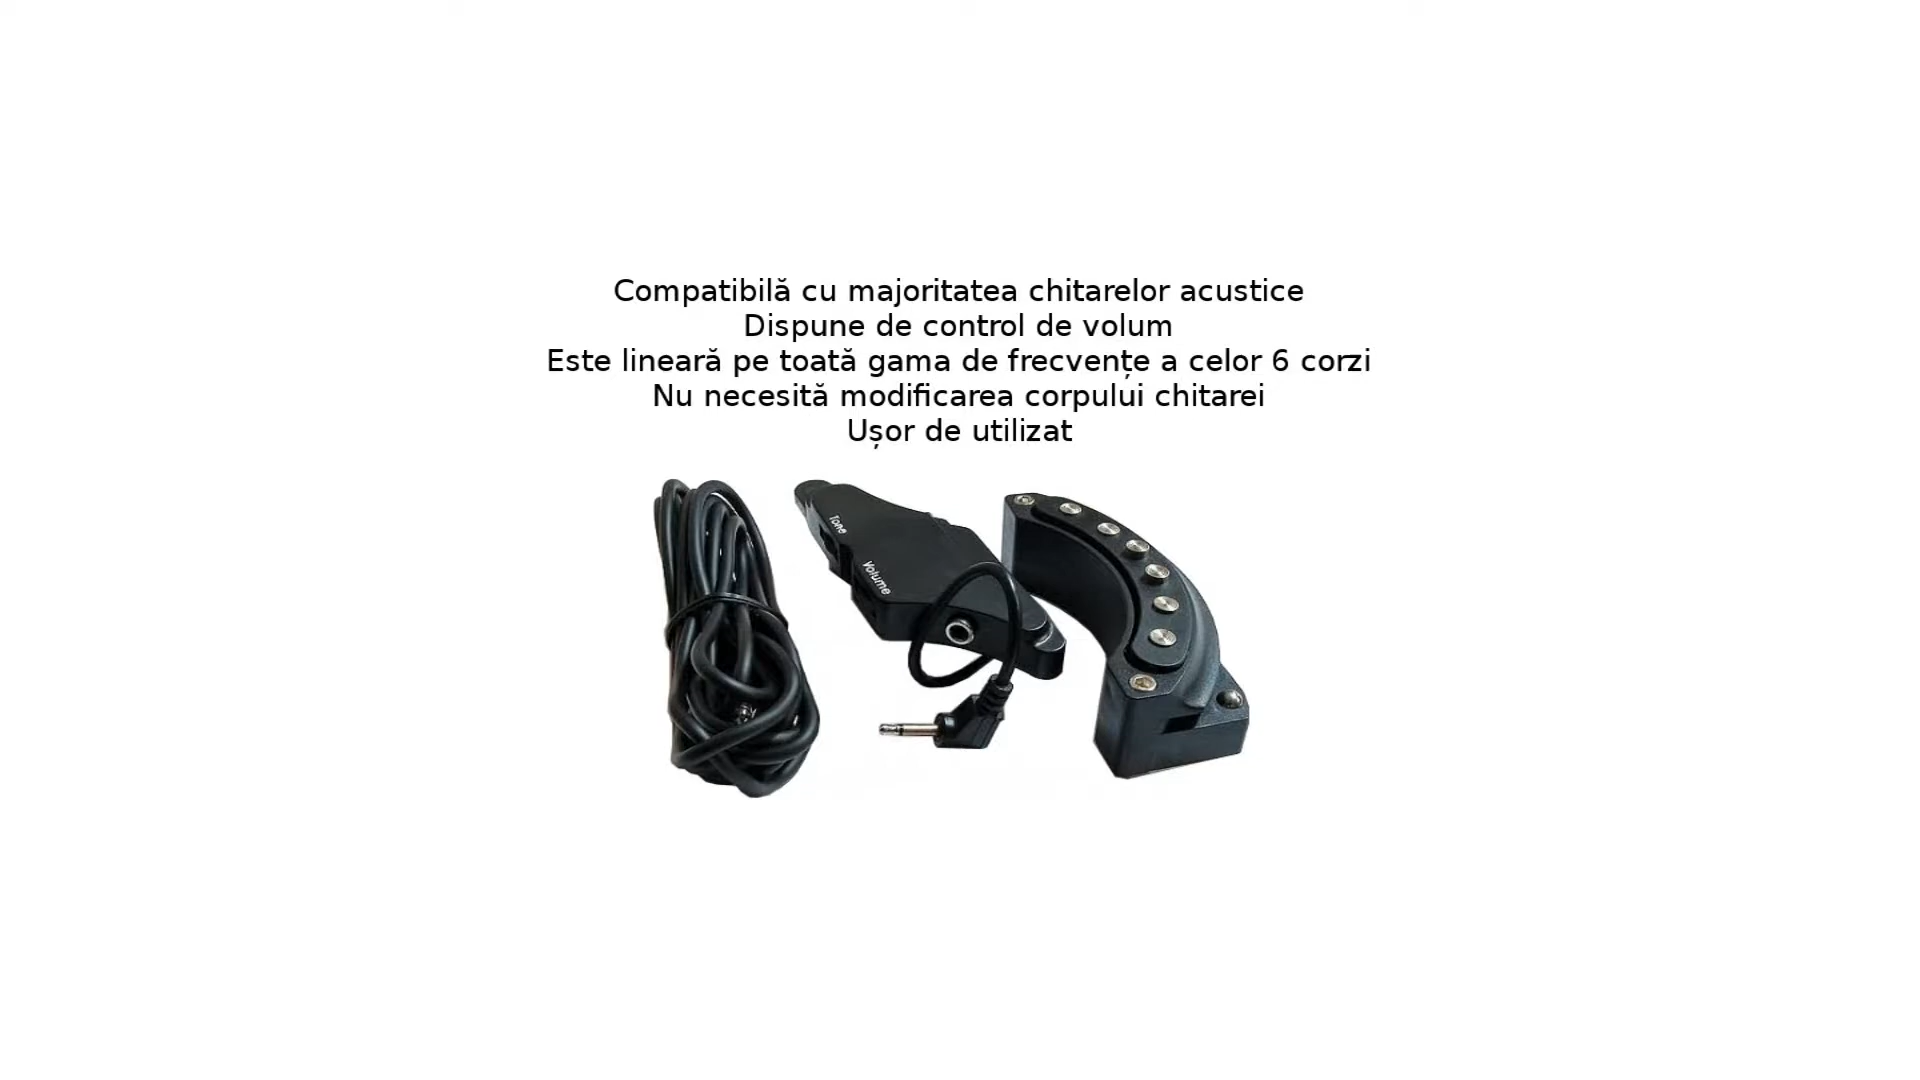 Compatibilă cu majoritatea chitarelor acustice
Dispune de control de volum
Este lineară pe toată gama de frecvențe a celor 6 corzi
Nu necesită modificarea corpului chitarei
Ușor de utilizat
Tone
Volume